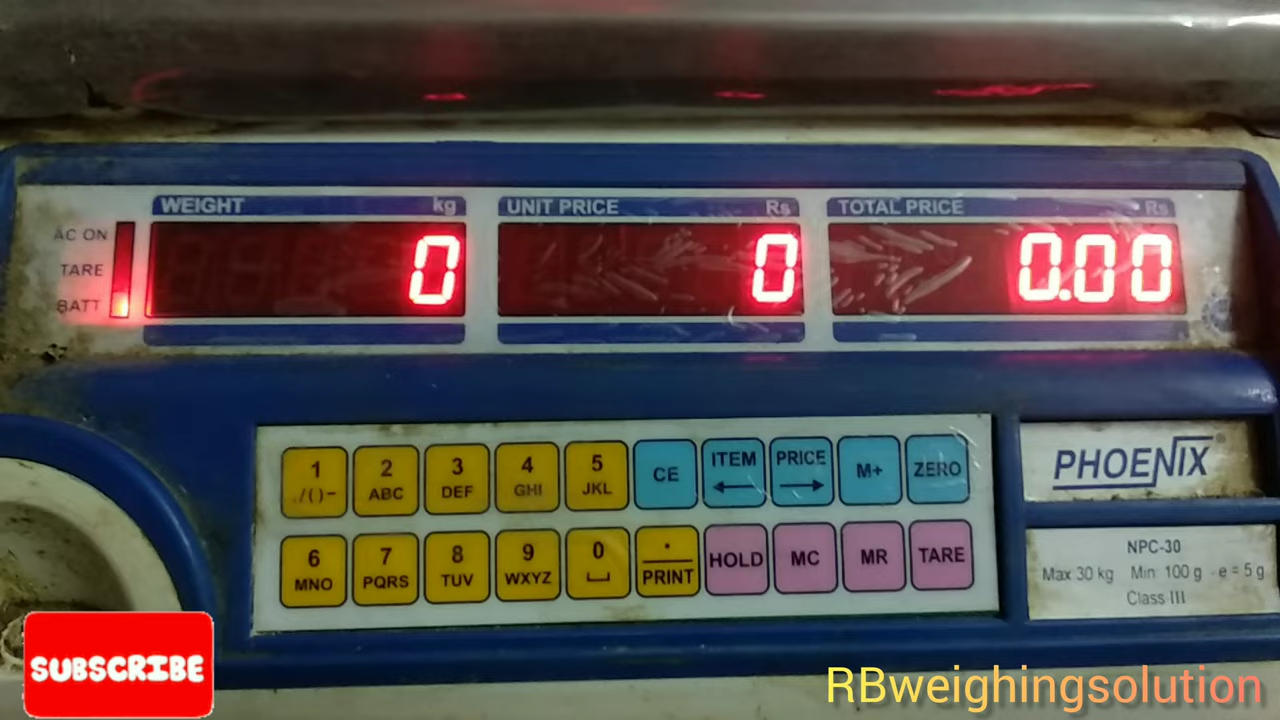 WEIGHT kg UNIT PRICE Rs TOTAL PRICE Rs
AC ON
TARE
BATT
0 0 0.00
1 2 3 4 5 CE ITEM PRICE M+ ZERO
./()- ABC DEF GHI JKL
6 7 8 9 0 . HOLD MC MR TARE
MNO PQRS TUV WXYZ PRINT
PHOENIX
NPC-30
Max 30 kg Min 100 g e = 5 g
Class III
SUBSCRIBE
RBweighingsolution